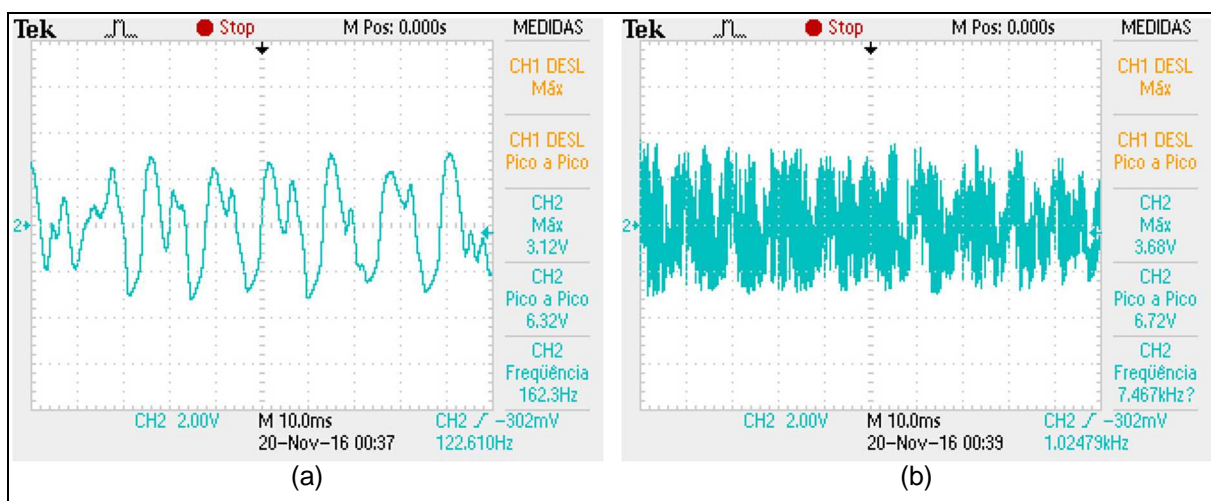 Tek Stop M Pos: 0.000s MEDIDAS
CH1 DESL
Máx
CH1 DESL
Pico a Pico
CH2
Máx
3.12V
CH2
Pico a Pico
6.32V
CH2
Freqüência
162.3Hz
2
CH2 2.00V M 10.0ms CH2 -302mV
20-Nov-16 00:37 122.610Hz
(a)
Tek Stop M Pos: 0.000s MEDIDAS
CH1 DESL
Máx
CH1 DESL
Pico a Pico
CH2
Máx
3.68V
CH2
Pico a Pico
6.72V
CH2
Freqüência
7.467kHz?
2
CH2 2.00V M 10.0ms CH2 -302mV
20-Nov-16 00:39 1.02479kHz
(b)